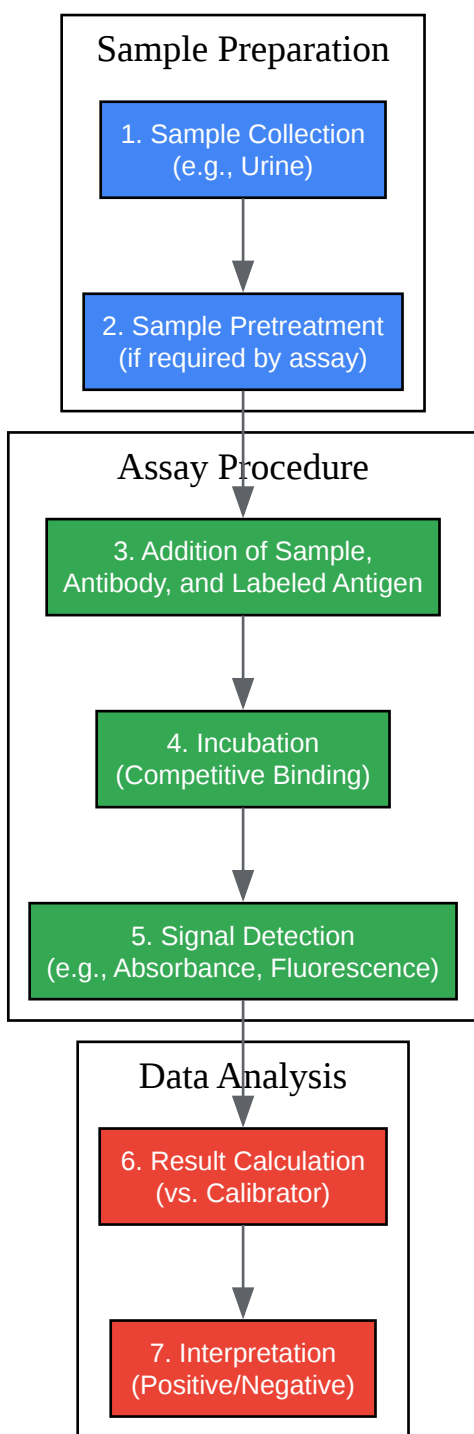 Sample Preparation
1. Sample Collection
(e.g., Urine)
2. Sample Pretreatment
(if required by assay)
Assay Procedure
3. Addition of Sample,
Antibody, and Labeled Antigen
4. Incubation
(Competitive Binding)
5. Signal Detection
(e.g., Absorbance, Fluorescence)
Data Analysis
6. Result Calculation
(vs. Calibrator)
7. Interpretation
(Positive/Negative)